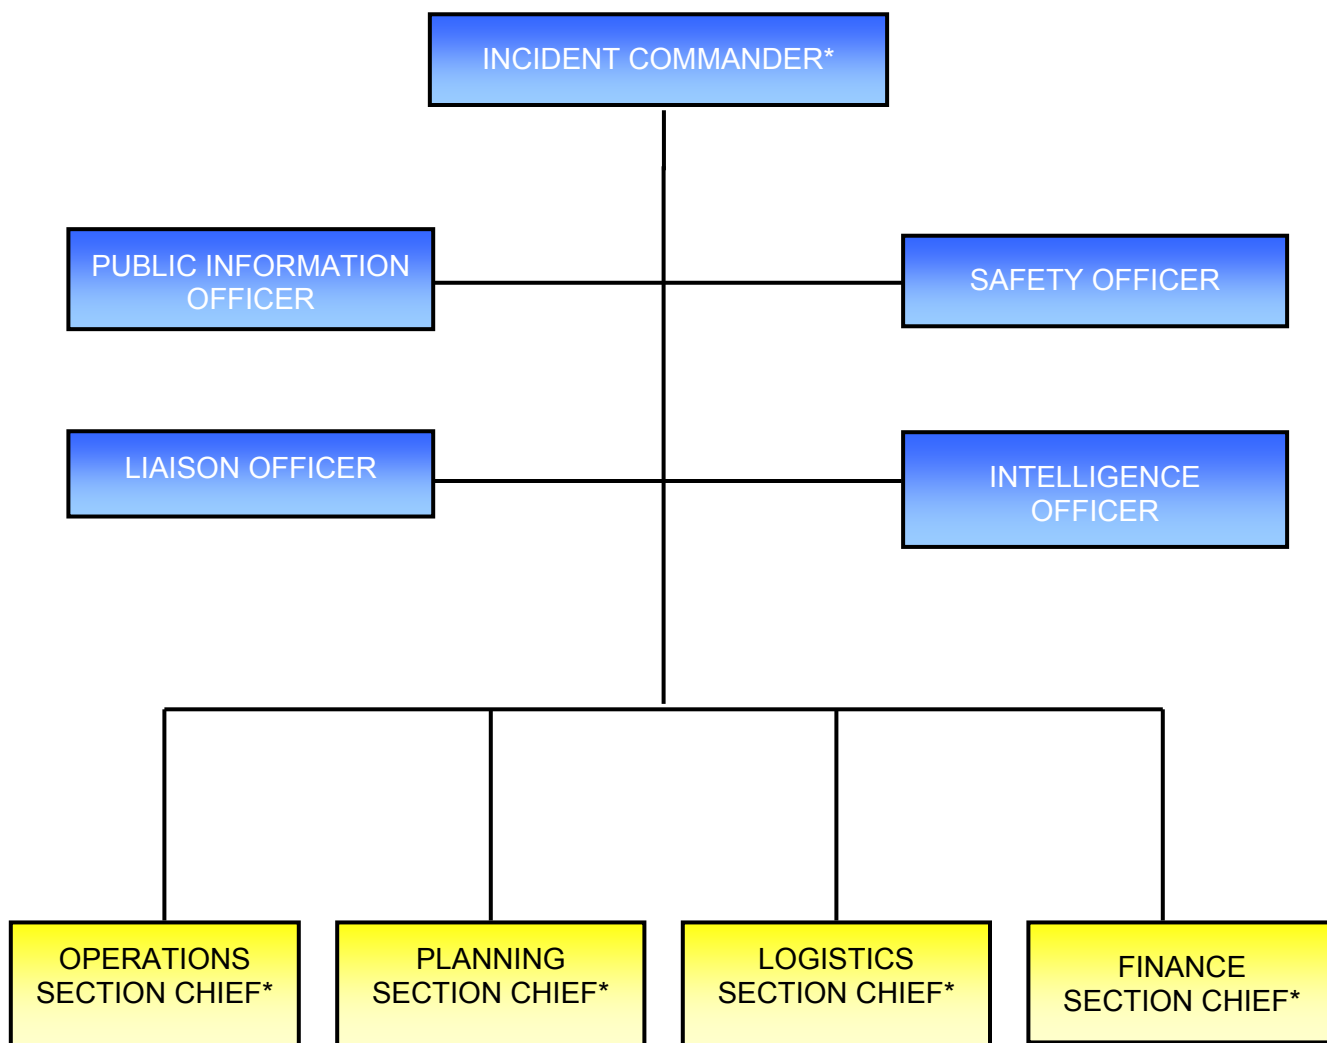 INCIDENT COMMANDER*
PUBLIC INFORMATION
OFFICER
SAFETY OFFICER
LIAISON OFFICER
INTELLIGENCE
OFFICER
OPERATIONS
SECTION CHIEF*
PLANNING
SECTION CHIEF*
LOGISTICS
SECTION CHIEF*
FINANCE
SECTION CHIEF*